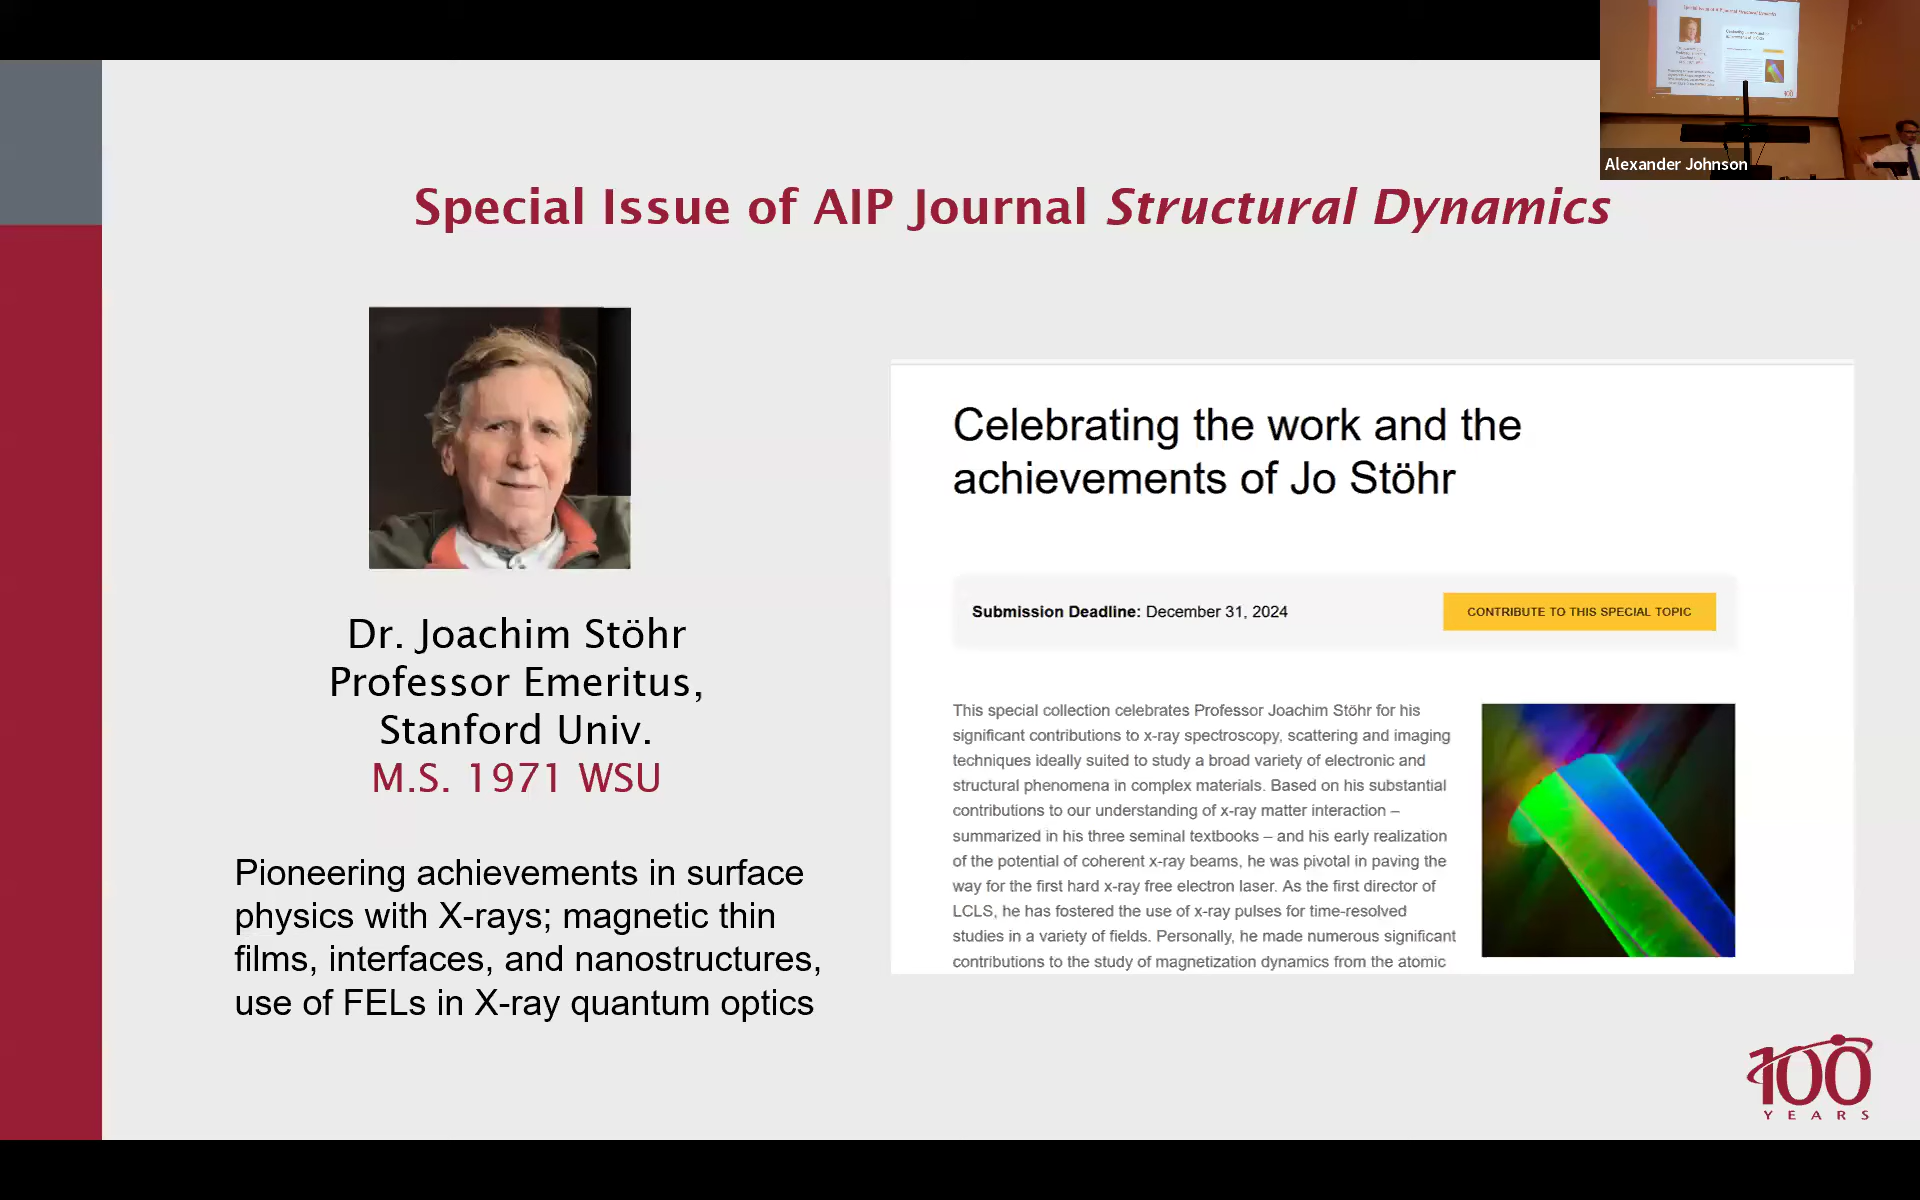 Alexander Johnson
Special Issue of AIP Journal Structural Dynamics
Dr. Joachim Stöhr
Professor Emeritus,
Stanford Univ.
M.S. 1971 WSU
Pioneering achievements in surface
physics with X-rays; magnetic thin
films, interfaces, and nanostructures,
use of FELs in X-ray quantum optics
Celebrating the work and the
achievements of Jo Stöhr
Submission Deadline: December 31, 2024
CONTRIBUTE TO THIS SPECIAL TOPIC
This special collection celebrates Professor Joachim Stöhr for his
significant contributions to x-ray spectroscopy, scattering and imaging
techniques ideally suited to study a broad variety of electronic and
structural phenomena in complex materials. Based on his substantial
contributions to our understanding of x-ray matter interaction –
summarized in his three seminal textbooks – and his early realization
of the potential of coherent x-ray beams, he was pivotal in paving the
way for the first hard x-ray free electron laser. As the first director of
LCLS, he has fostered the use of x-ray pulses for time-resolved
studies in a variety of fields. Personally, he made numerous significant
contributions to the study of magnetization dynamics from the atomic
100
YEARS